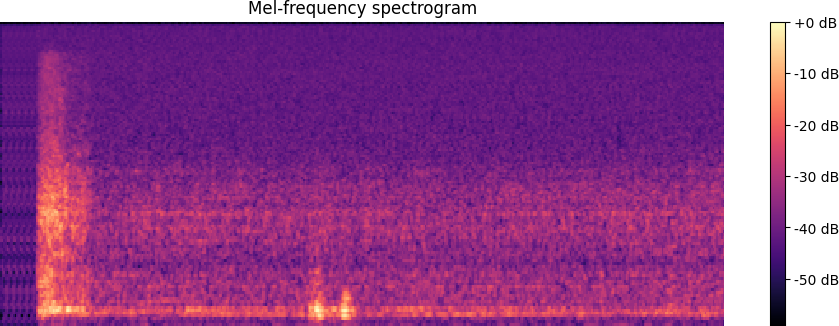 Mel-frequency spectrogram
+0 dB
-10 dB
-20 dB
-30 dB
-40 dB
-50 dB